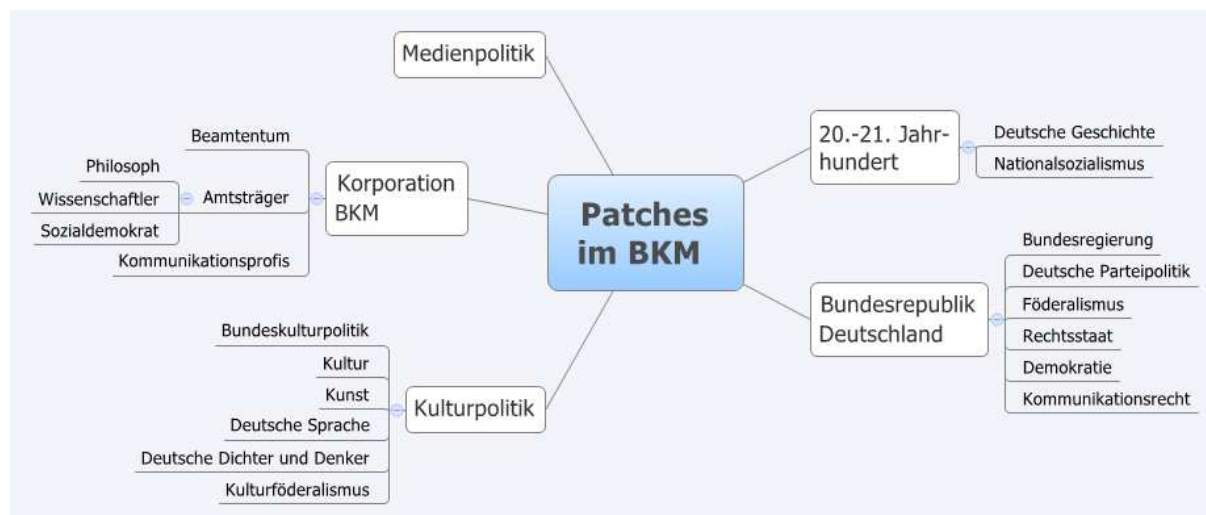 Medienpolitik
Beamtentum
Philosoph
Wissenschaftler
Sozialdemokrat
Amtsträger
Kommunikationsprofis
Korporation
BKM
Patches
im BKM
20.-21. Jahr-
hundert
Deutsche Geschichte
Nationalsozialismus
Bundesrepublik
Deutschland
Bundesregierung
Deutsche Parteipolitik
Föderalismus
Rechtsstaat
Demokratie
Kommunikationsrecht
Bundeskulturpolitik
Kultur
Kunst
Deutsche Sprache
Deutsche Dichter und Denker
Kulturföderalismus
Kulturpolitik